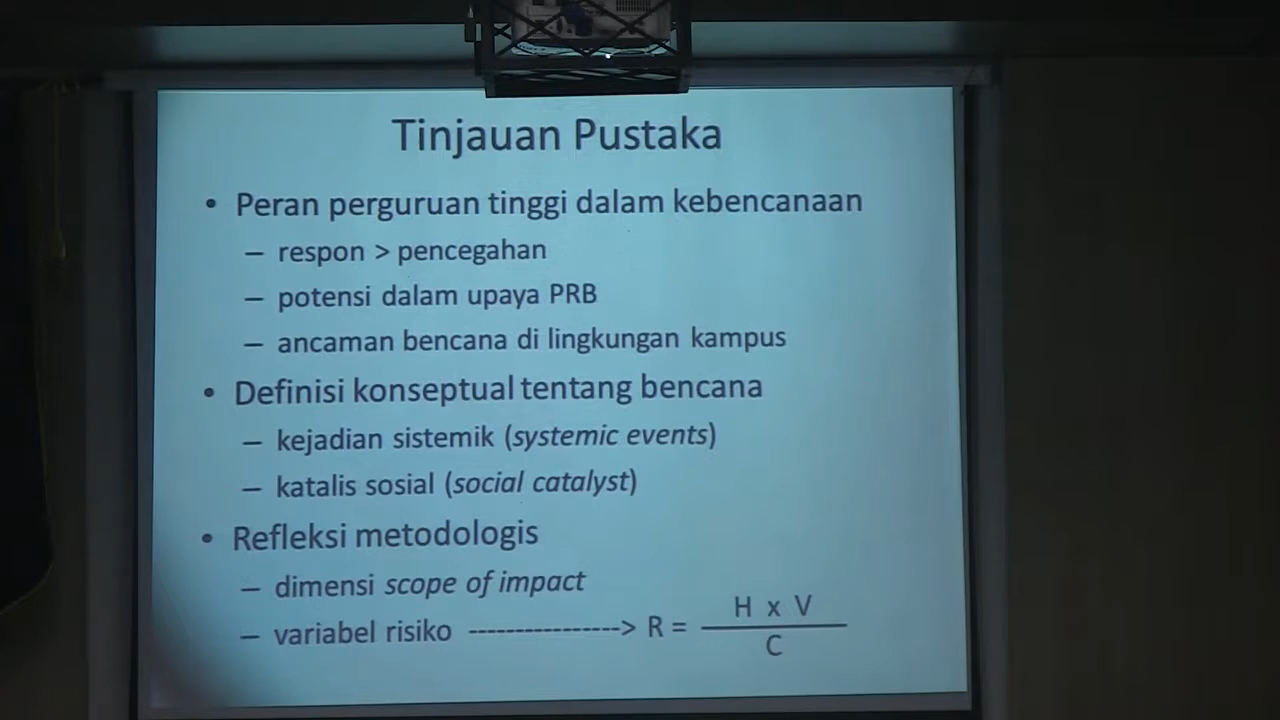 Tinjauan Pustaka
• Peran perguruan tinggi dalam kebencanaan
– respon > pencegahan
– potensi dalam upaya PRB
– ancaman bencana di lingkungan kampus
• Definisi konseptual tentang bencana
– kejadian sistemik (systemic events)
– katalis sosial (social catalyst)
• Refleksi metodologis
– dimensi scope of impact
H x V
– variabel risiko ----------------> R =
C